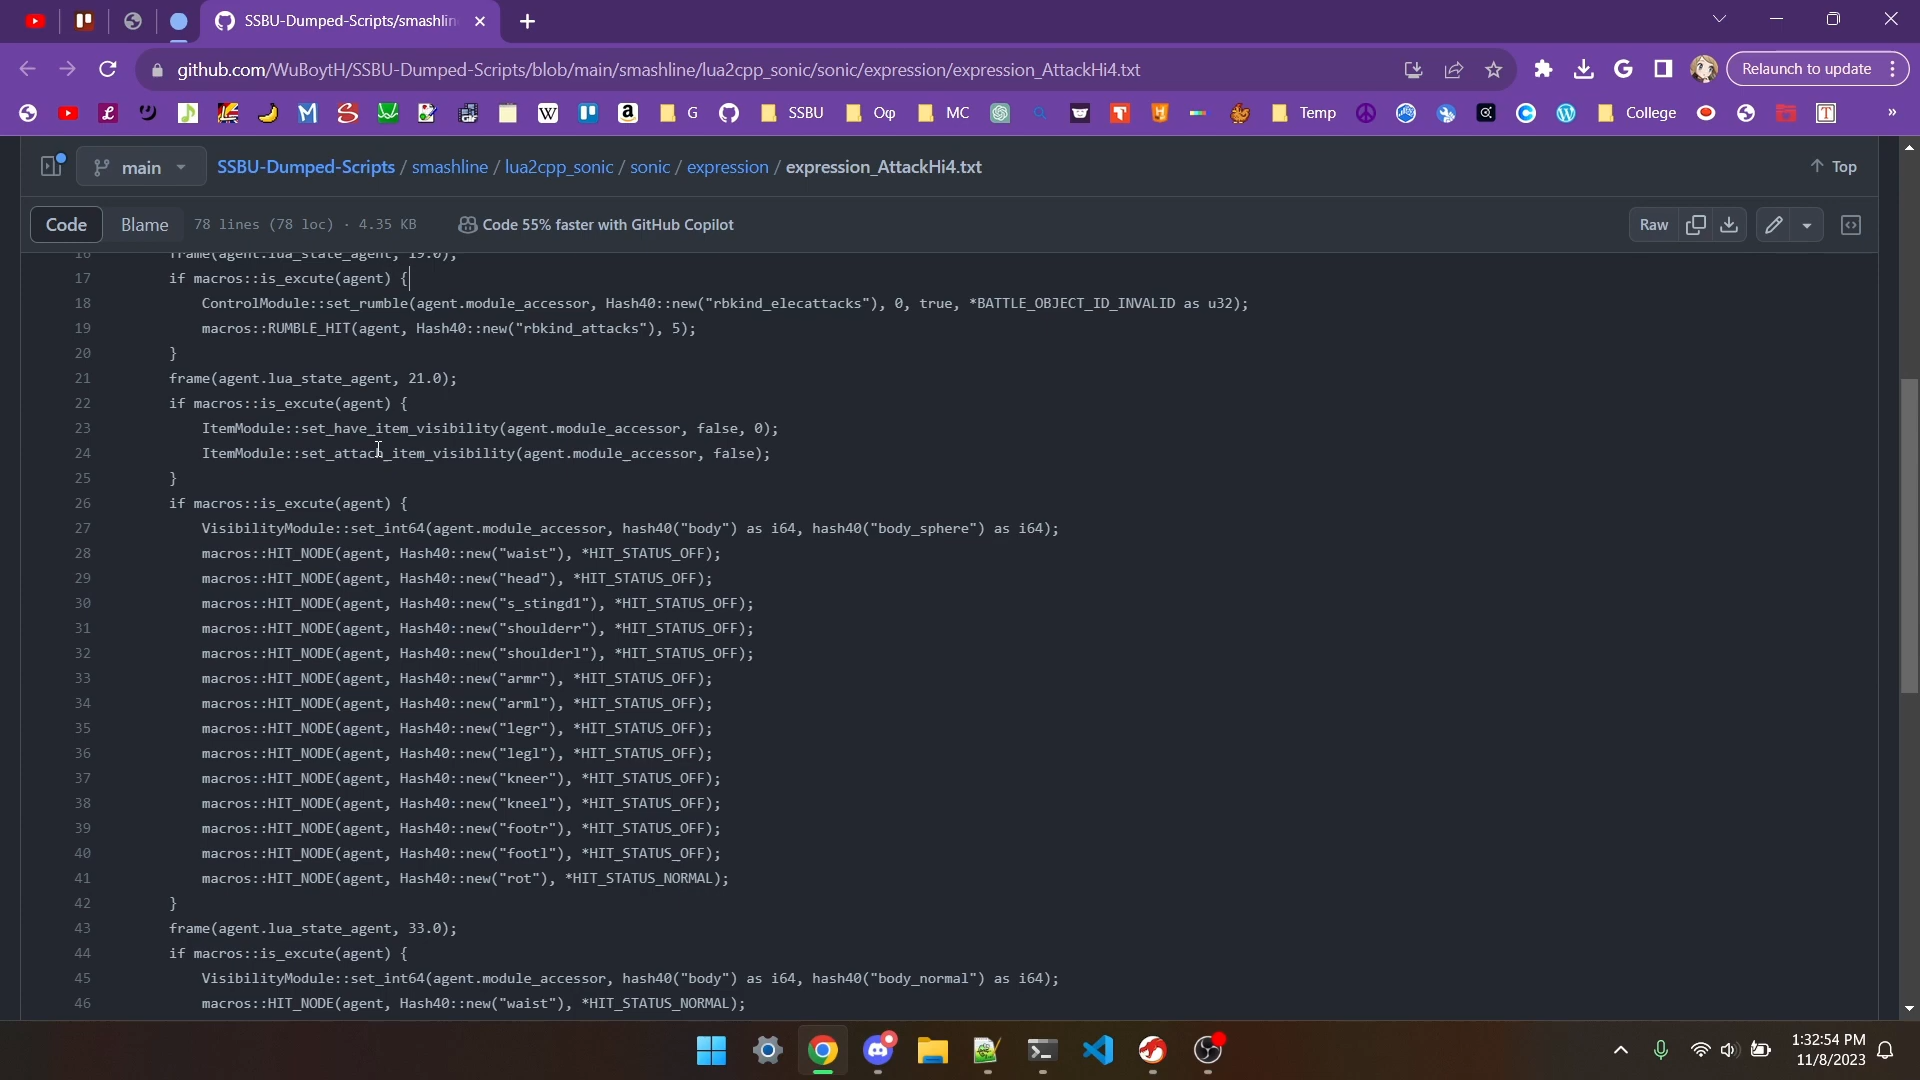 SSBU-Dumped-Scripts/smashlin
github.com/WuBoytH/SSBU-Dumped-Scripts/blob/main/smashline/lua2cpp_sonic/sonic/expression/expression_AttackHi4.txt
Relaunch to update
G
SSBU
Oφ
MC
Temp
College
»
main
SSBU-Dumped-Scripts / smashline / lua2cpp_sonic / sonic / expression / expression_AttackHi4.txt
Top
Code
Blame
78 lines (78 loc) · 4.35 KB
Code 55% faster with GitHub Copilot
Raw
16 frame(agent.lua_state_agent, 19.0);
17 if macros::is_excute(agent) {
18 ControlModule::set_rumble(agent.module_accessor, Hash40::new("rbkind_elecattacks"), 0, true, *BATTLE_OBJECT_ID_INVALID as u32);
19 macros::RUMBLE_HIT(agent, Hash40::new("rbkind_attacks"), 5);
20 }
21 frame(agent.lua_state_agent, 21.0);
22 if macros::is_excute(agent) {
23 ItemModule::set_have_item_visibility(agent.module_accessor, false, 0);
24 ItemModule::set_attach_item_visibility(agent.module_accessor, false);
25 }
26 if macros::is_excute(agent) {
27 VisibilityModule::set_int64(agent.module_accessor, hash40("body") as i64, hash40("body_sphere") as i64);
28 macros::HIT_NODE(agent, Hash40::new("waist"), *HIT_STATUS_OFF);
29 macros::HIT_NODE(agent, Hash40::new("head"), *HIT_STATUS_OFF);
30 macros::HIT_NODE(agent, Hash40::new("s_stingd1"), *HIT_STATUS_OFF);
31 macros::HIT_NODE(agent, Hash40::new("shoulderr"), *HIT_STATUS_OFF);
32 macros::HIT_NODE(agent, Hash40::new("shoulderl"), *HIT_STATUS_OFF);
33 macros::HIT_NODE(agent, Hash40::new("armr"), *HIT_STATUS_OFF);
34 macros::HIT_NODE(agent, Hash40::new("arml"), *HIT_STATUS_OFF);
35 macros::HIT_NODE(agent, Hash40::new("legr"), *HIT_STATUS_OFF);
36 macros::HIT_NODE(agent, Hash40::new("legl"), *HIT_STATUS_OFF);
37 macros::HIT_NODE(agent, Hash40::new("kneer"), *HIT_STATUS_OFF);
38 macros::HIT_NODE(agent, Hash40::new("kneel"), *HIT_STATUS_OFF);
39 macros::HIT_NODE(agent, Hash40::new("footr"), *HIT_STATUS_OFF);
40 macros::HIT_NODE(agent, Hash40::new("footl"), *HIT_STATUS_OFF);
41 macros::HIT_NODE(agent, Hash40::new("rot"), *HIT_STATUS_NORMAL);
42 }
43 frame(agent.lua_state_agent, 33.0);
44 if macros::is_excute(agent) {
45 VisibilityModule::set_int64(agent.module_accessor, hash40("body") as i64, hash40("body_normal") as i64);
46 macros::HIT_NODE(agent, Hash40::new("waist"), *HIT_STATUS_NORMAL);
1:32:54 PM
11/8/2023